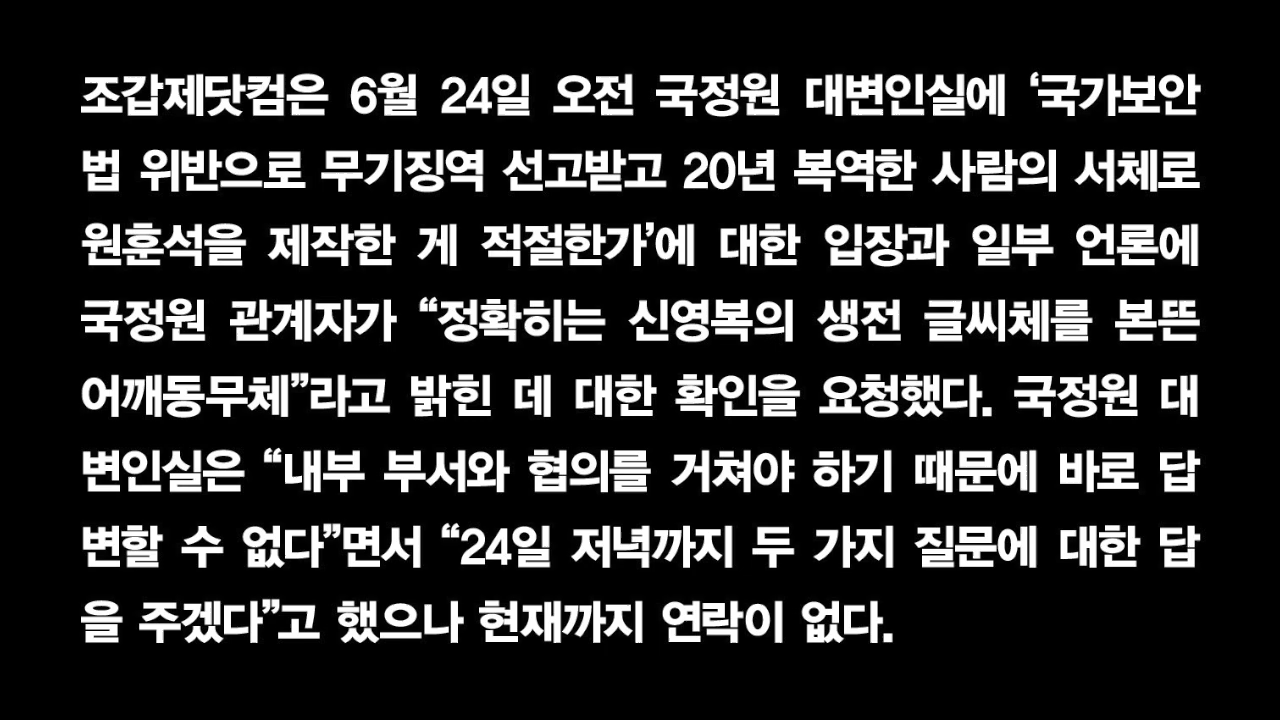 조갑제닷컴은 6월 24일 오전 국정원 대변인실에 ‘국가보안
법 위반으로 무기징역 선고받고 20년 복역한 사람의 서체로
원훈석을 제작한 게 적절한가’에 대한 입장과 일부 언론에
국정원 관계자가 “정확히는 신영복의 생전 글씨체를 본뜬
어깨동무체”라고 밝힌 데 대한 확인을 요청했다. 국정원 대
변인실은 “내부 부서와 협의를 거쳐야 하기 때문에 바로 답
변할 수 없다”면서 “24일 저녁까지 두 가지 질문에 대한 답
을 주겠다”고 했으나 현재까지 연락이 없다.